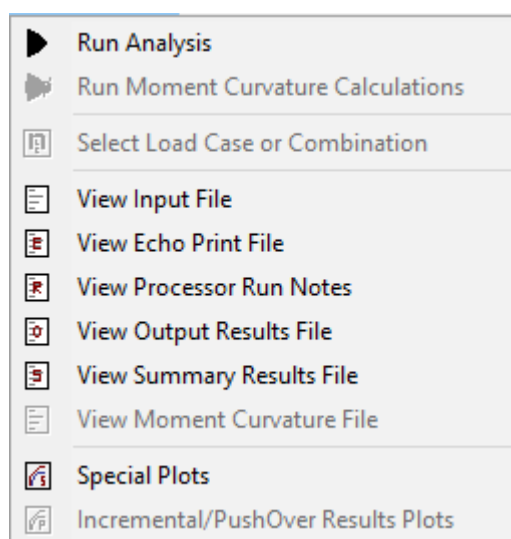 Run Analysis
Run Moment Curvature Calculations
Select Load Case or Combination
View Input File
View Echo Print File
View Processor Run Notes
View Output Results File
View Summary Results File
View Moment Curvature File
Special Plots
Incremental/PushOver Results Plots